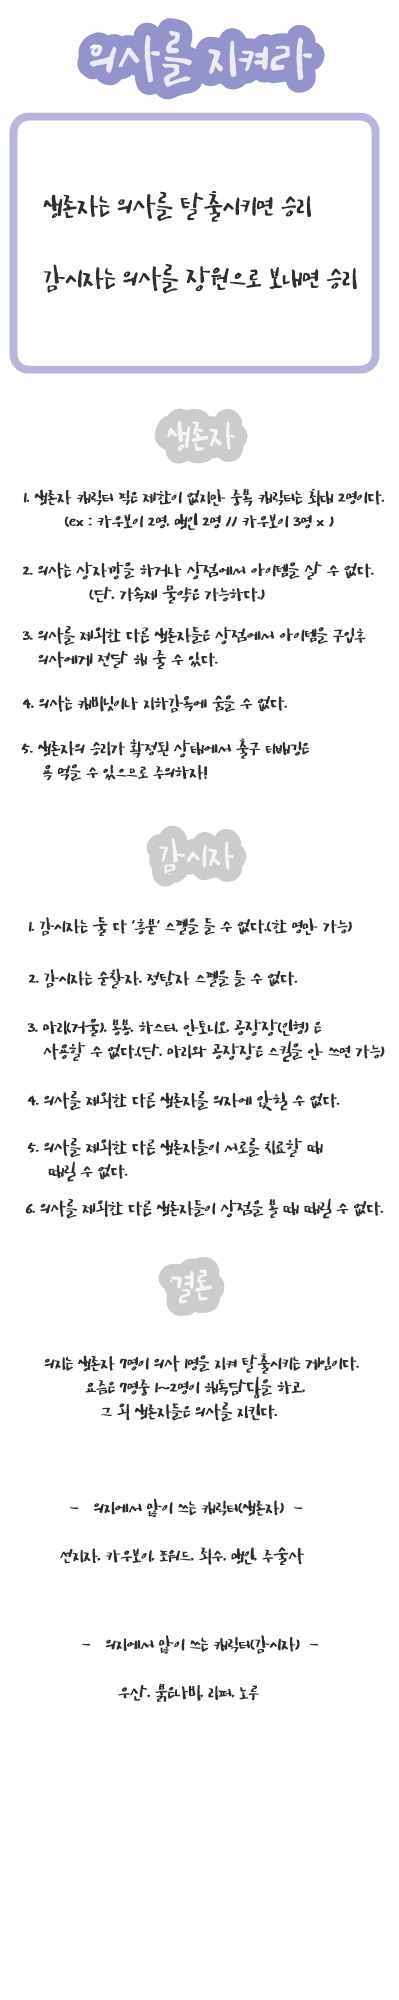 의사를 지켜라
생존자는 의사를 탈출시키면 승리
감시자는 의사를 장원으로 보내면 승리
생존자
1. 생존자 캐릭터 픽은 제한이 없지만 중복 캐릭터는 최대 2명이다.
(ex : 카우보이 2명, 맹인 2명 // 카우보이 3명 x )
2. 의사는 상자깡을 하거나 상점에서 아이템을 살 수 없다.
(단, 가속제 물약은 가능하다.)
3. 의사를 제외한 다른 생존자들은 상점에서 아이템을 구입후
의사에게 전달 해 줄 수 있다.
4. 의사는 캐비닛이나 지하감옥에 숨을 수 없다.
5. 생존자의 승리가 확정된 상태에서 출구 티배깅은
욕 먹을 수 있으므로 주의하자!
감시자
1. 감시자는 둘 다 '흥분' 스펠을 들 수 없다.(한 명만 가능)
2. 감시자는 순찰자, 정탐자 스펠을 들 수 없다.
3. 마리(거울), 봉봉, 하스터, 안토니오, 공장장(인형) 은
사용할 수 없다.(단, 마리와 공장장은 스킬을 안 쓰면 가능)
4. 의사를 제외한 다른 생존자를 의자에 앉힐 수 없다.
5. 의사를 제외한 다른 생존자들이 서로를 치료할 때
때릴 수 없다.
6. 의사를 제외한 다른 생존자들이 상점을 볼 때 때릴 수 없다.
결론
의지는 생존자 7명이 의사 1명을 지켜 탈출시키는 게임이다.
요즘은 7명중 1~2명이 해독담당을 하고,
그 외 생존자들은 의사를 지킨다.
- 의지에서 많이 쓰는 캐릭터(생존자) -
선지자, 카우보이, 포워드, 죄수, 맹인, 주술사
- 의지에서 많이 쓰는 캐릭터(감시자) -
우산, 붉은나비, 리퍼, 노루